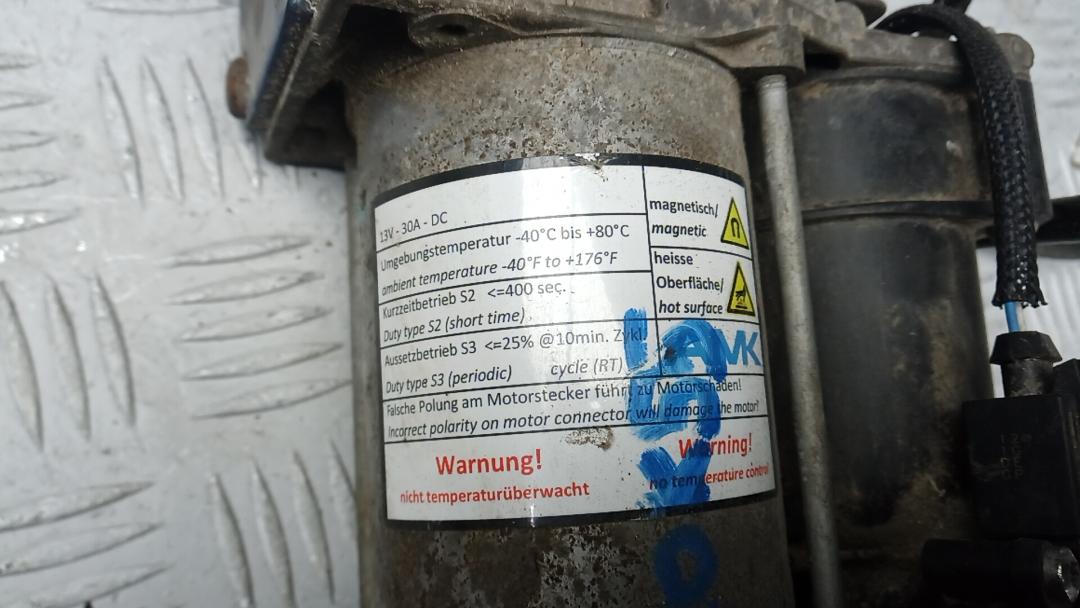 13V - 30A - DC
Umgebungstemperatur -40°C bis +80°C
ambient temperature -40°F to +176°F
Kurzzeitbetrieb S2 <=400 sec.
Duty type S2 (short time)
Aussetzbetrieb S3 <=25% @10min. Zykl.
Duty type S3 (periodic) cycle (RT)
magnetisch/
magnetic
heisse
Oberfläche/
hot surface
AMK
Falsche Polung am Motorstecker führt zu Motorschaden!
Incorrect polarity on motor connector will damage the motor!
Warnung!
nicht temperaturüberwacht
Warning!
no temperature control